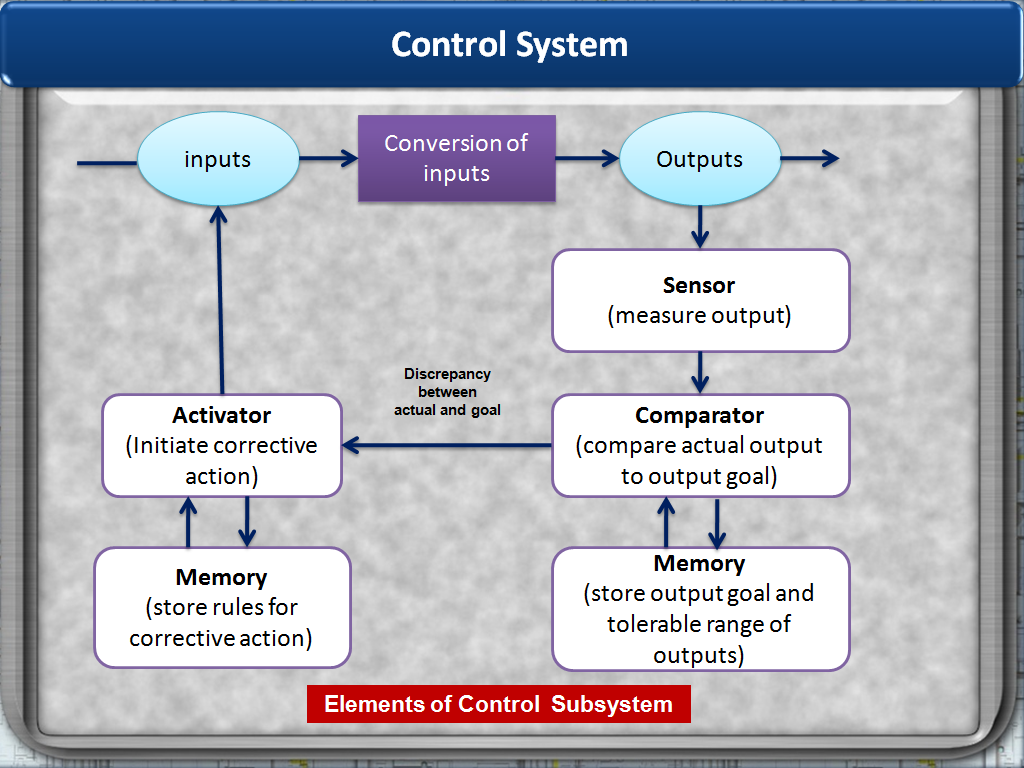 Control System
inputs
Conversion of
inputs
Outputs
Sensor
(measure output)
Discrepancy
between
actual and goal
Activator
(Initiate corrective
action)
Comparator
(compare actual output
to output goal)
Memory
(store rules for
corrective action)
Memory
(store output goal and
tolerable range of
outputs)
Elements of Control  Subsystem